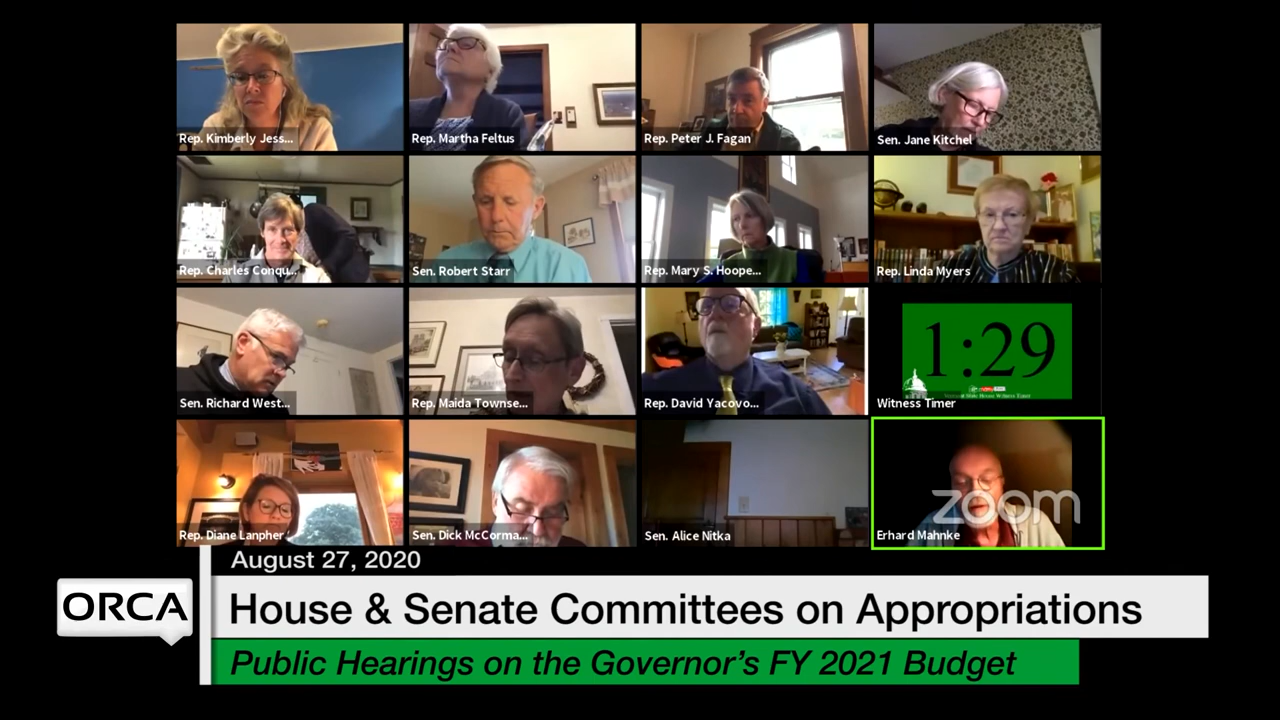 Rep. Kimberly Jess...
Rep. Martha Feltus
Rep. Peter J. Fagan
Sen. Jane Kitchel
Rep. Charles Conqu...
Sen. Robert Starr
Rep. Mary S. Hoope...
Rep. Linda Myers
Sen. Richard West...
Rep. Maida Townse...
Rep. David Yacovo...
1:29
Witness Timer
Rep. Diane Lanpher
Sen. Dick McCorma...
Sen. Alice Nitka
zoom
Erhard Mahnke
August 27, 2020
ORCA
House & Senate Committees on Appropriations
Public Hearings on the Governor's FY 2021 Budget